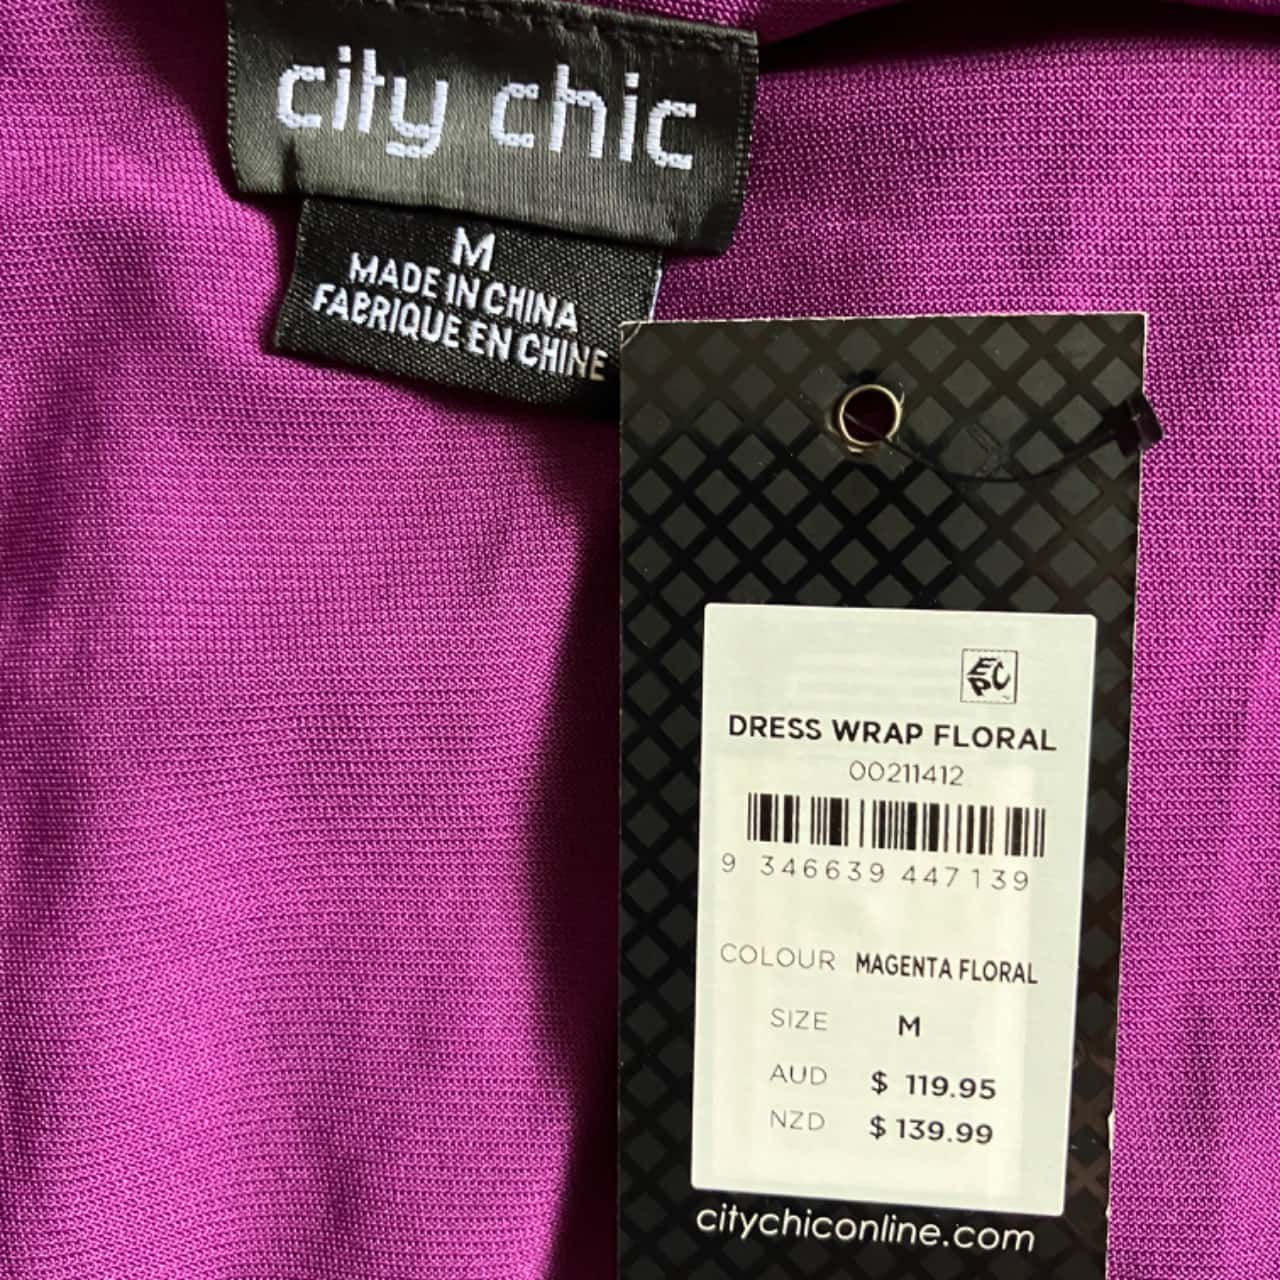 city chic
M
MADE IN CHINA
FABRIQUE EN CHINE
ECPC
DRESS WRAP FLORAL
00211412
9 346639 447139
COLOUR MAGENTA FLORAL
SIZE M
AUD $ 119.95
NZD $ 139.99
citychiconline.com